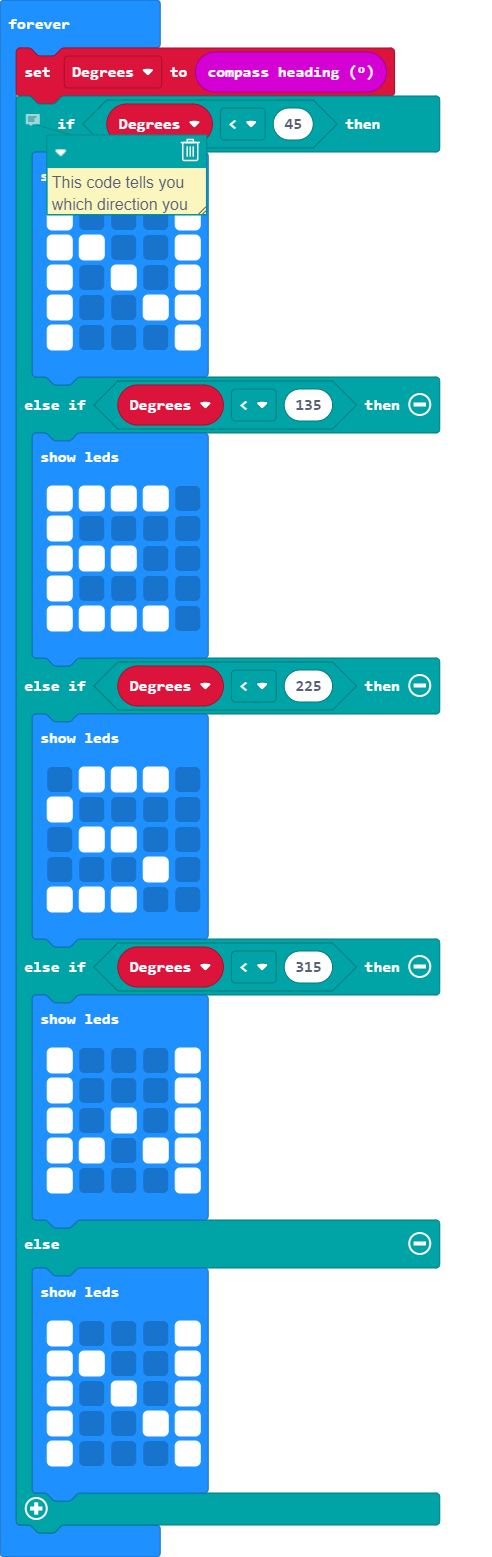 forever
set Degrees to compass heading (º)
if Degrees < 45 then
This code tells you
which direction you
else if Degrees < 135 then
show leds
else if Degrees < 225 then
show leds
else if Degrees < 315 then
show leds
else
show leds